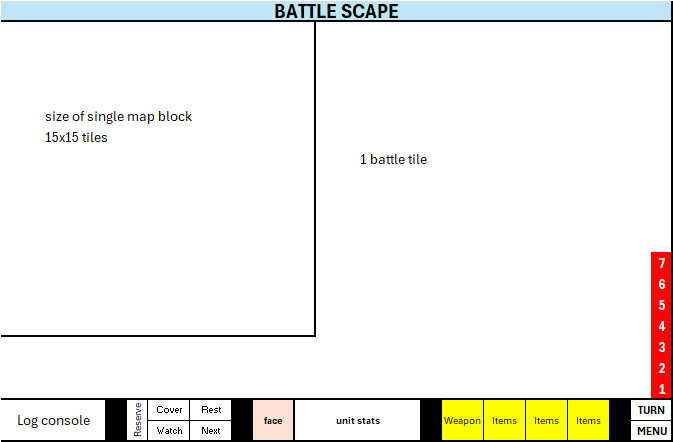 BATTLE SCAPE
size of single map block
15x15 tiles
1 battle tile
7
6
5
4
3
2
1
Log console
Reserve
Cover
Rest
Watch
Next
face
unit stats
Weapon
Items
Items
Items
TURN
MENU